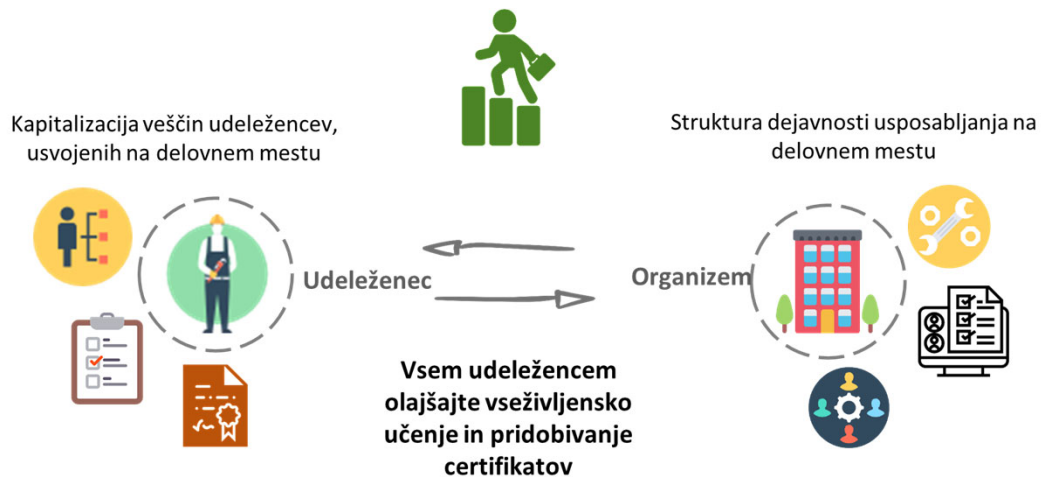 Kapitalizacija veščin udeležencev,
usvojenih na delovnem mestu
Struktura dejavnosti usposabljanja na
delovnem mestu
Udeleženec
Organizem
Vsem udeležencem
olajšajte vseživljensko
učenje in pridobivanje
certifikatov